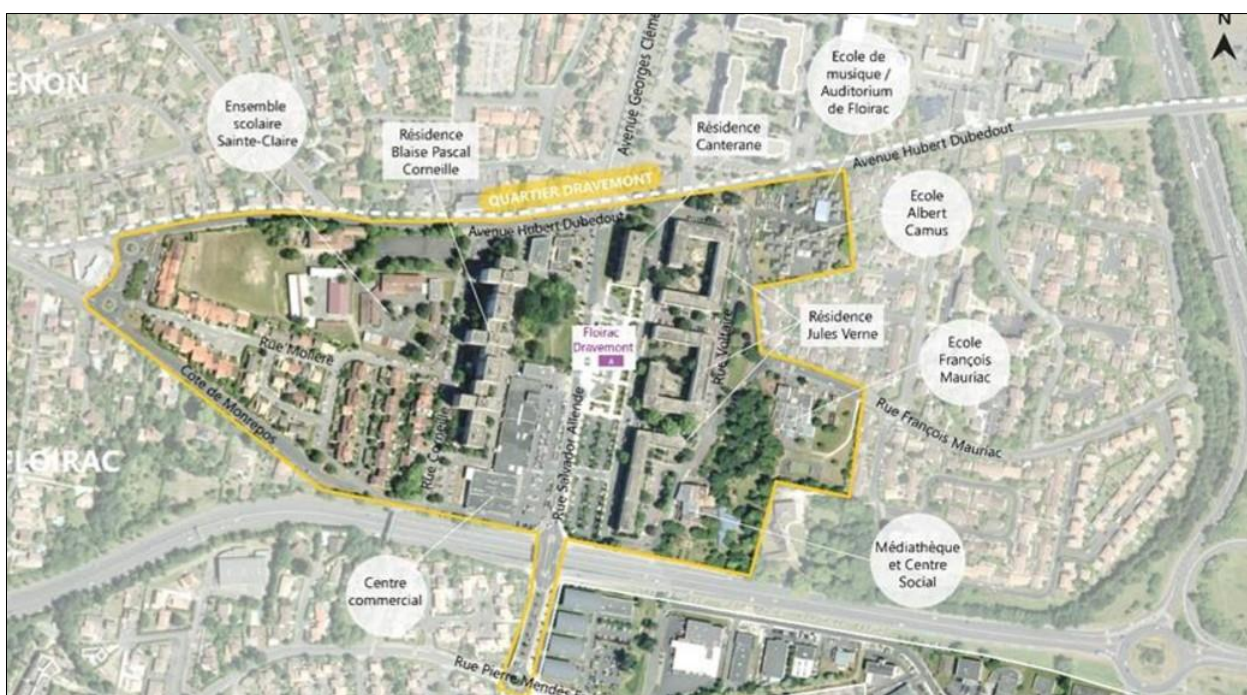 N
ENON
Avenue Georges Cléme
Ecole de
musique /
Auditorium
de Floirac
Ensemble
scolaire
Sainte-Claire
Résidence
Blaise Pascal
Corneille
Résidence
Canterane
Avenue Hubert Dubedout
QUARTIER DRAVEMONT
Avenue Hubert Dubedout
Ecole
Albert
Camus
Résidence
Jules Verne
Floirac
Dravemont
A
Rue Voltaire
Ecole
François
Mauriac
Rue Molière
Côte de Monrepos
Rue Corneille
Rue Salvador Allende
Rue François Mauriac
FLOIRAC
Médiathèque
et Centre
Social
Centre
commercial
Rue Pierre Mendès